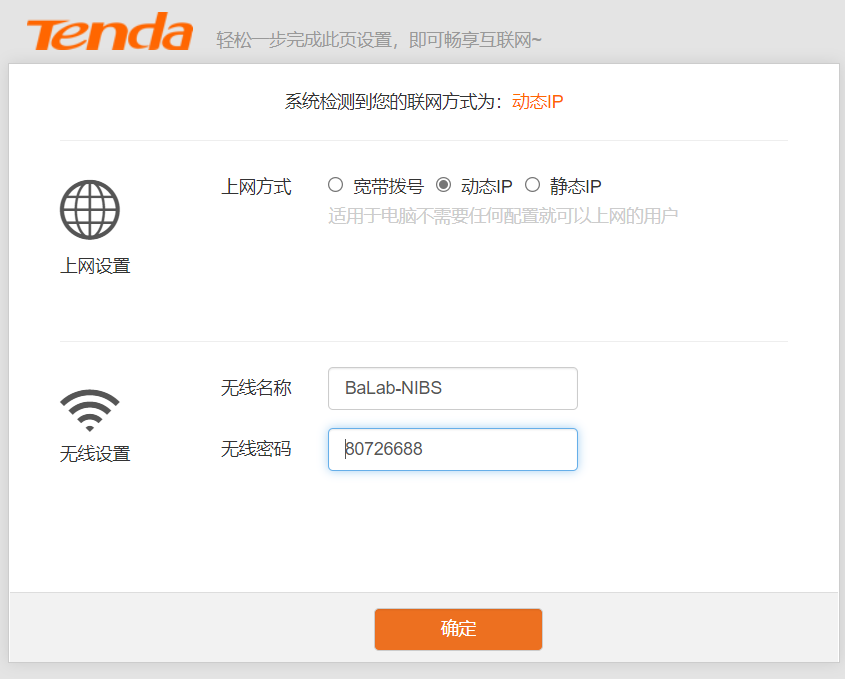 Tenda 轻松一步完成此页设置，即可畅享互联网~
系统检测到您的联网方式为：动态IP
上网方式 宽带拨号 动态IP 静态IP
适用于电脑不需要任何配置就可以上网的用户
上网设置
无线名称 BaLab-NIBS
无线密码 80726688
无线设置
确定